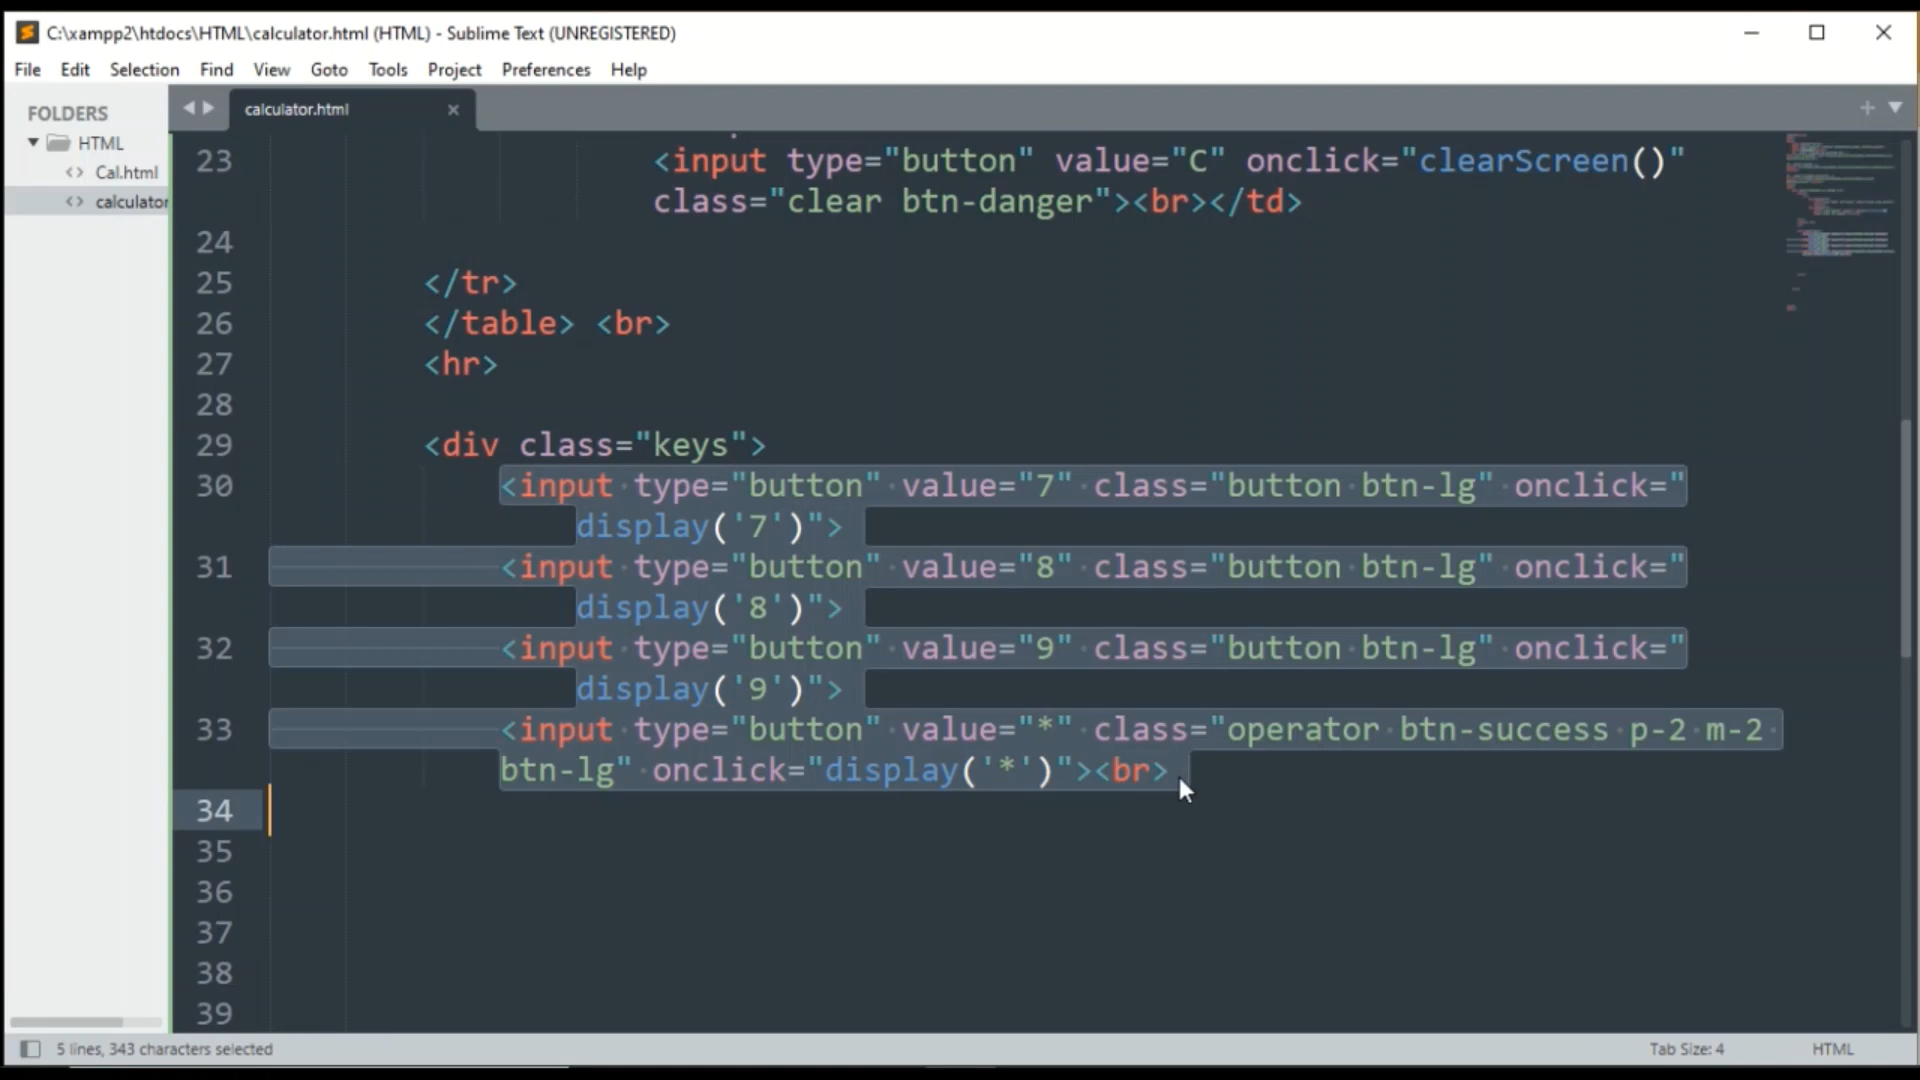 C:\xampp2\htdocs\HTML\calculator.html (HTML) - Sublime Text (UNREGISTERED)
File Edit Selection Find View Goto Tools Project Preferences Help
FOLDERS
HTML
Cal.html
calculator
calculator.html
23 <input type="button" value="C" onclick="clearScreen()"
class="clear btn-danger"><br></td>
24
25 </tr>
26 </table> <br>
27 <hr>
28
29 <div class="keys">
30 <input type="button" value="7" class="button btn-lg" onclick="
display('7')">
31 <input type="button" value="8" class="button btn-lg" onclick="
display('8')">
32 <input type="button" value="9" class="button btn-lg" onclick="
display('9')">
33 <input type="button" value="*" class="operator btn-success p-2 m-2
btn-lg" onclick="display('*')"><br>
34
35
36
37
38
39
5 lines, 343 characters selected
Tab Size: 4
HTML